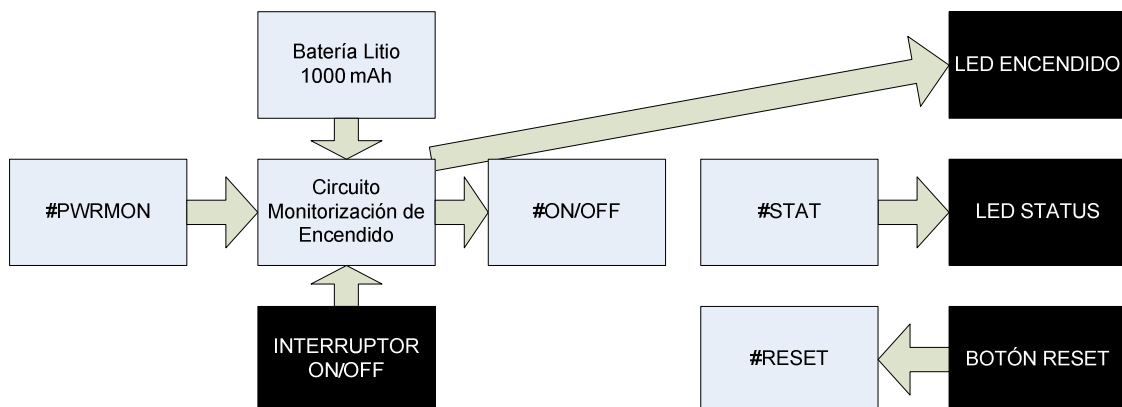 Batería Litio
1000 mAh
LED ENCENDIDO
#PWRMON
Circuito
Monitorización de
Encendido
#ON/OFF
#STAT
LED STATUS
INTERRUPTOR
ON/OFF
#RESET
BOTÓN RESET